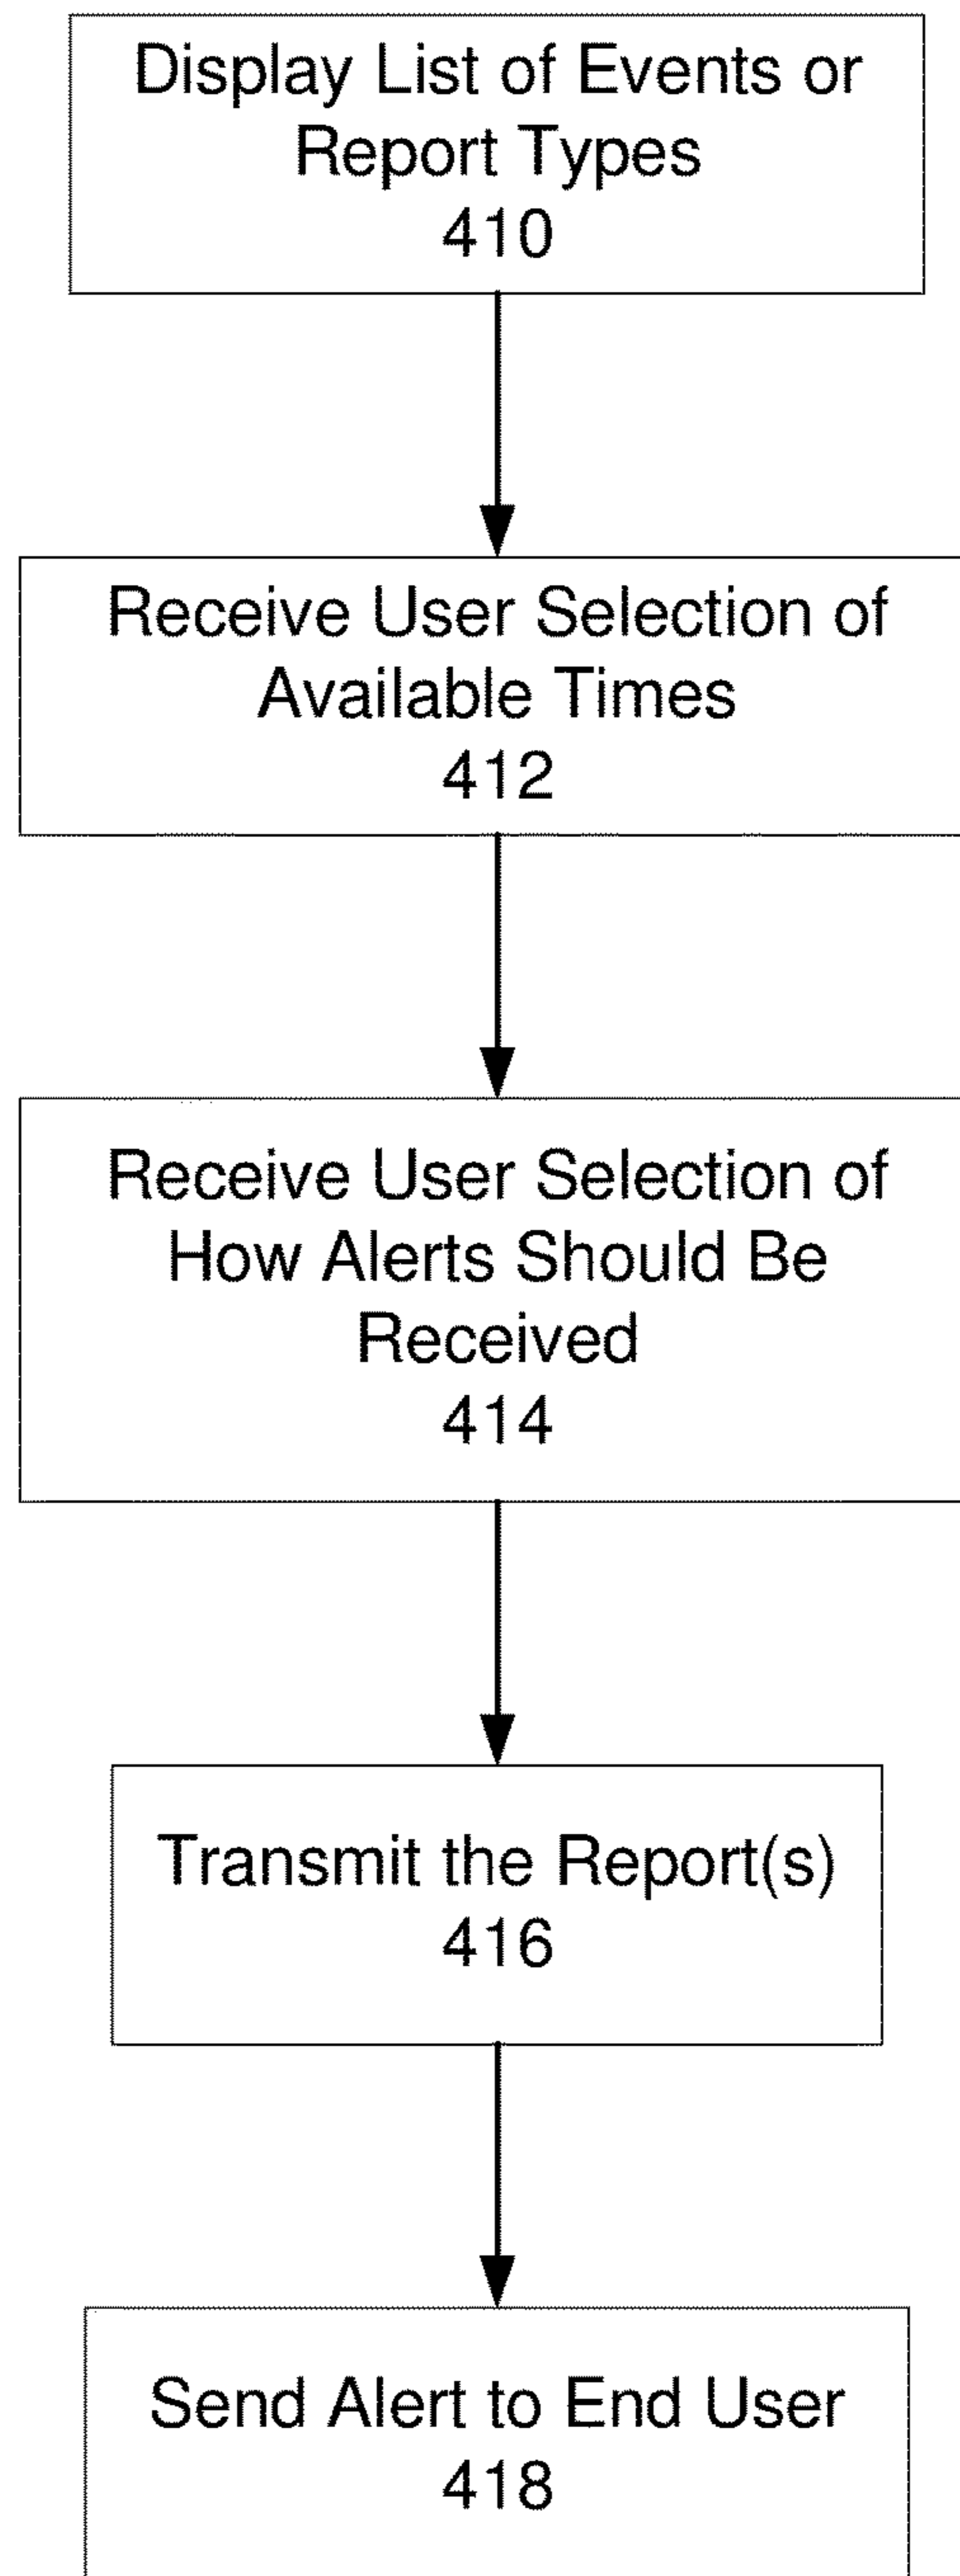 Display List of Events or
Report Types
410
Receive User Selection of
Available Times
412
Receive User Selection of
How Alerts Should Be
Received
414
Transmit the Report(s)
416
Send Alert to End User
418